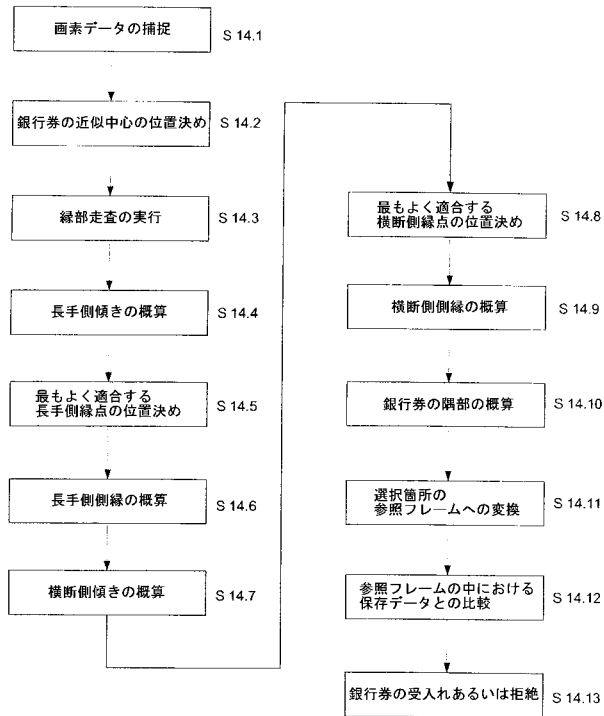 画素データの捕捉
S 14.1
銀行券の近似中心の位置決め
S 14.2
縁部走査の実行
S 14.3
長手側傾きの概算
S 14.4
最もよく適合する
長手側縁点の位置決め
S 14.5
長手側側縁の概算
S 14.6
横断側傾きの概算
S 14.7
最もよく適合する
横断側縁点の位置決め
S 14.8
横断側側縁の概算
S 14.9
銀行券の隅部の概算
S 14.10
選択箇所の
参照フレームへの変換
S 14.11
参照フレームの中における
保存データとの比較
S 14.12
銀行券の受入れあるいは拒絶
S 14.13